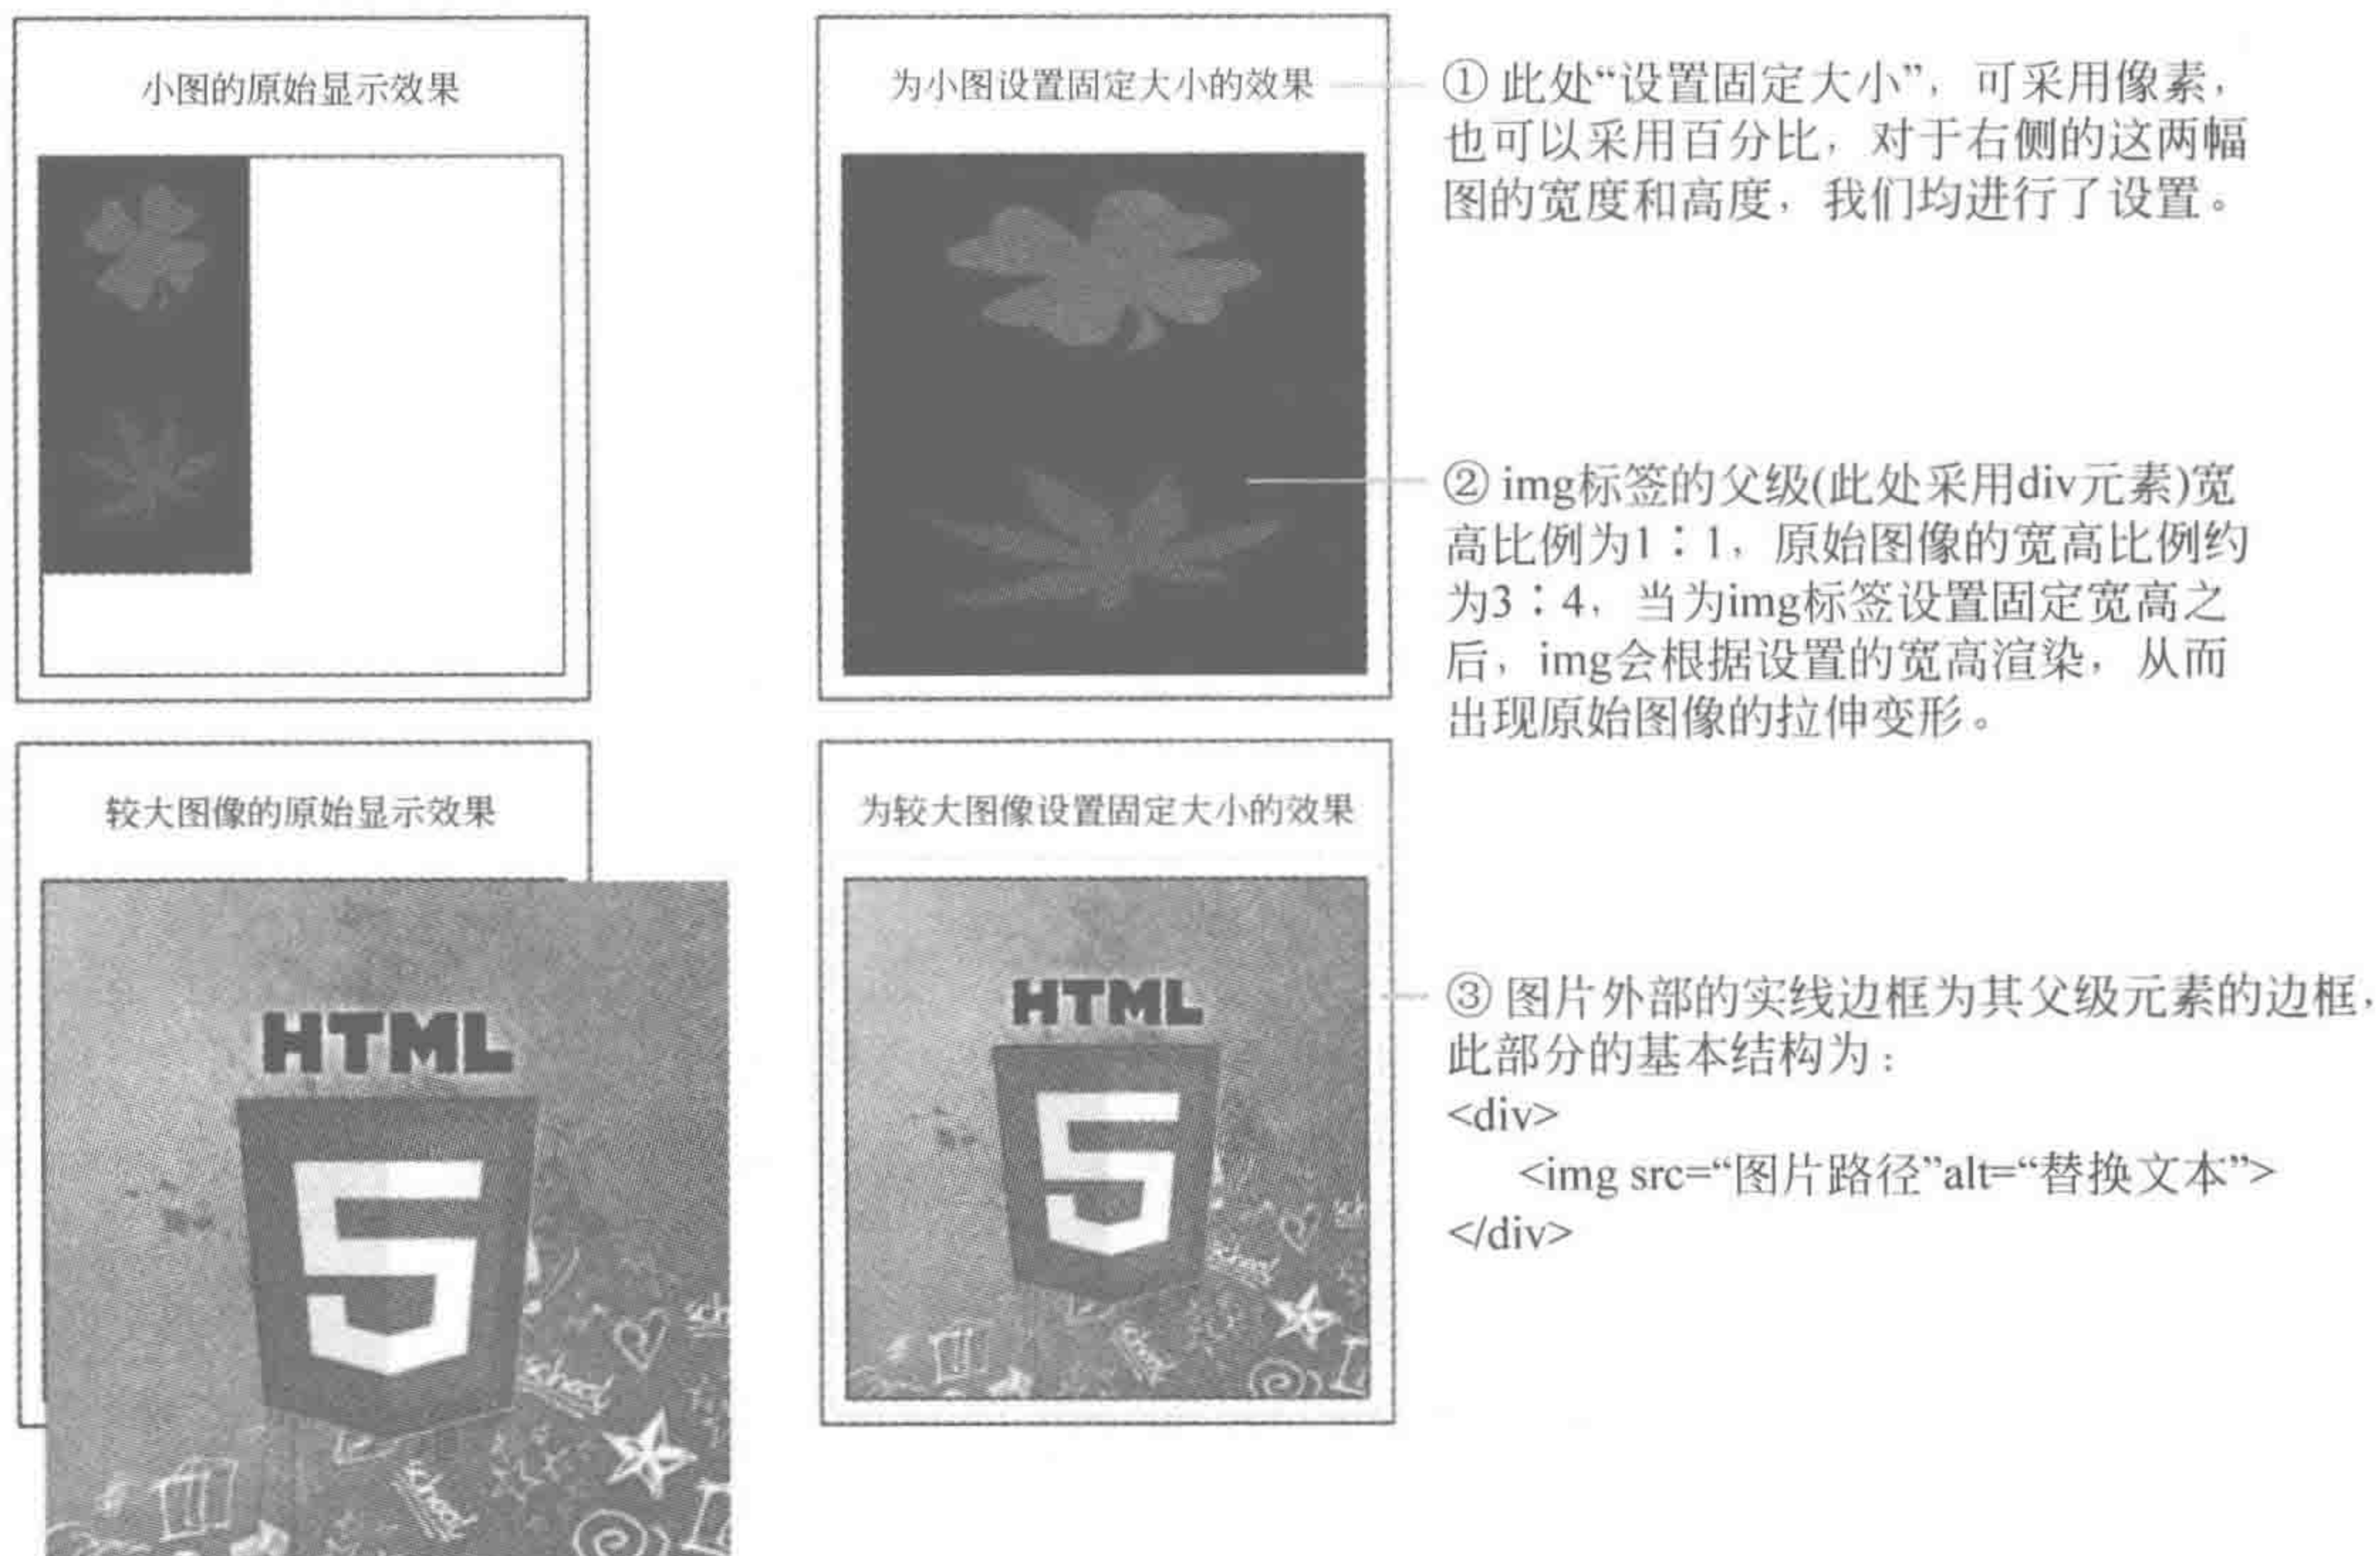 小图的原始显示效果
为小图设置固定大小的效果
①此处“设置固定大小”，可采用像素，
也可以采用百分比，对于右侧的这两幅
图的宽度和高度，我们均进行了设置。
②img标签的父级(此处采用div元素)宽
高比例为1∶1，原始图像的宽高比例约
为3∶4，当为img标签设置固定宽高之
后，img会根据设置的宽高渲染，从而
出现原始图像的拉伸变形。
较大图像的原始显示效果
HTML
5
sch
school
school
为较大图像设置固定大小的效果
HTML
5
sch
school
school
③图片外部的实线边框为其父级元素的边框，
此部分的基本结构为：
<div>
<img src=“图片路径”alt=“替换文本”>
</div>